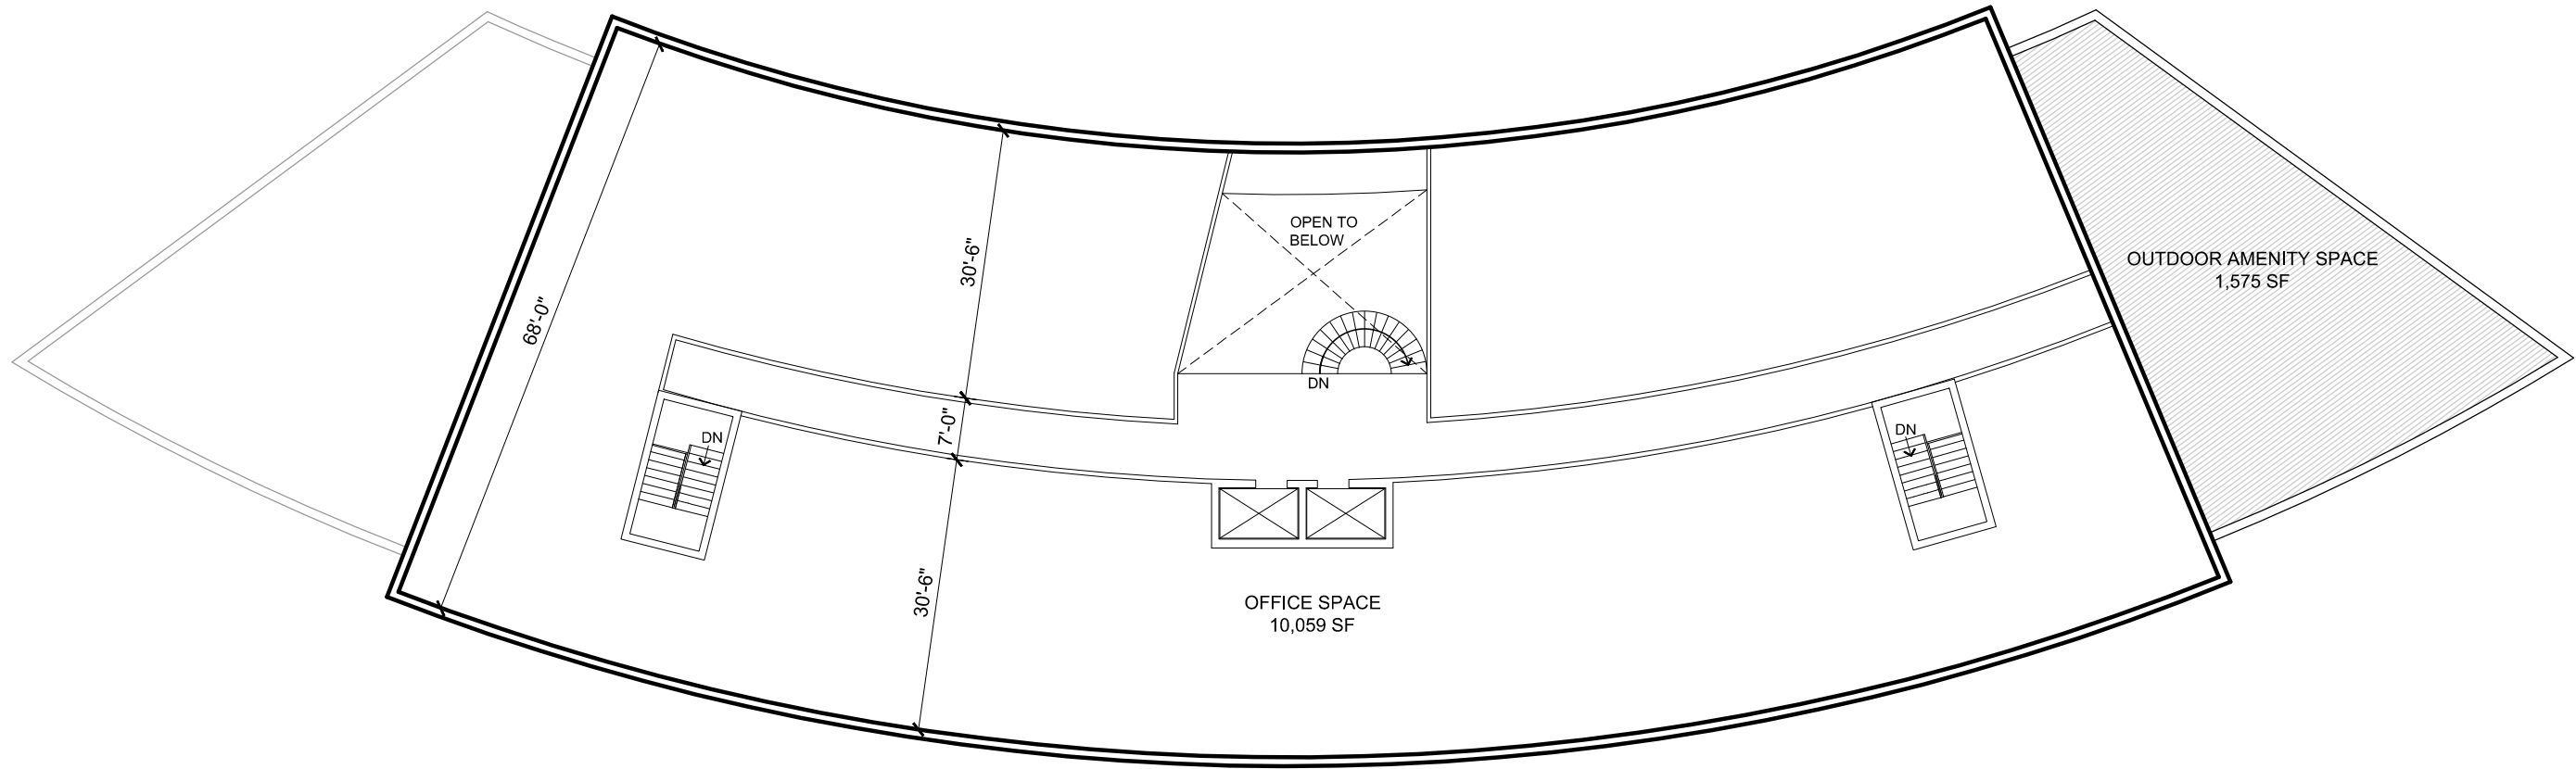 OPEN TO
BELOW
30'-6"
OUTDOOR AMENITY SPACE
1,575 SF
68'-0"
DN
7'-0"
DN
DN
30'-6"
OFFICE SPACE
10,059 SF